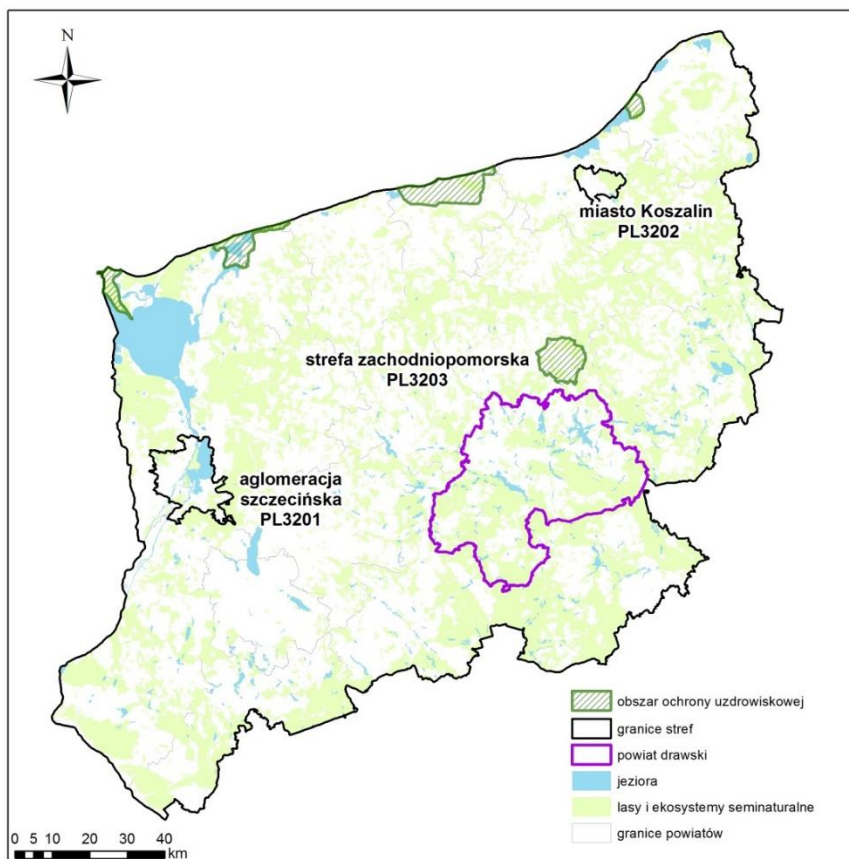 N
miasto Koszalin
PL3202
strefa zachodniopomorska
PL3203
aglomeracja
szczecińska
PL3201
obszar ochrony uzdrowiskowej
granice stref
powiat drawski
jeziora
lasy i ekosystemy seminaturalne
granice powiatów
0 5 10 20 30 40
km